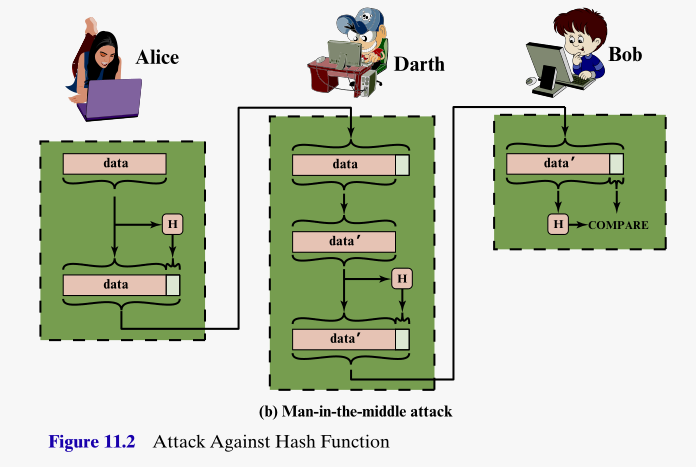 Alice
Darth
Bob
data
H
data
data
data′
H
data′
data′
H
COMPARE
(b) Man-in-the-middle attack
Figure 11.2 Attack Against Hash Function